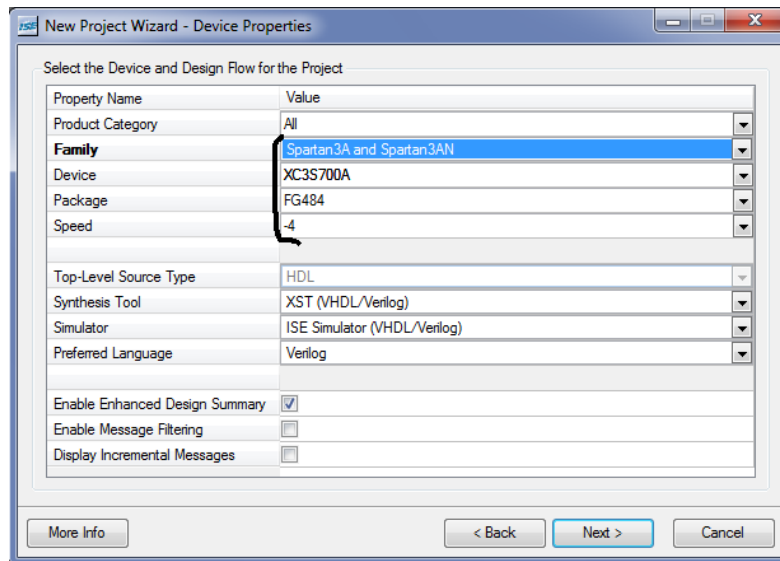 ISE New Project Wizard - Device Properties
Select the Device and Design Flow for the Project
Property Name Value
Product Category All
Family Spartan3A and Spartan3AN
Device XC3S700A
Package FG484
Speed -4
Top-Level Source Type HDL
Synthesis Tool XST (VHDL/Verilog)
Simulator ISE Simulator (VHDL/Verilog)
Preferred Language Verilog
Enable Enhanced Design Summary
Enable Message Filtering
Display Incremental Messages
More Info < Back Next > Cancel